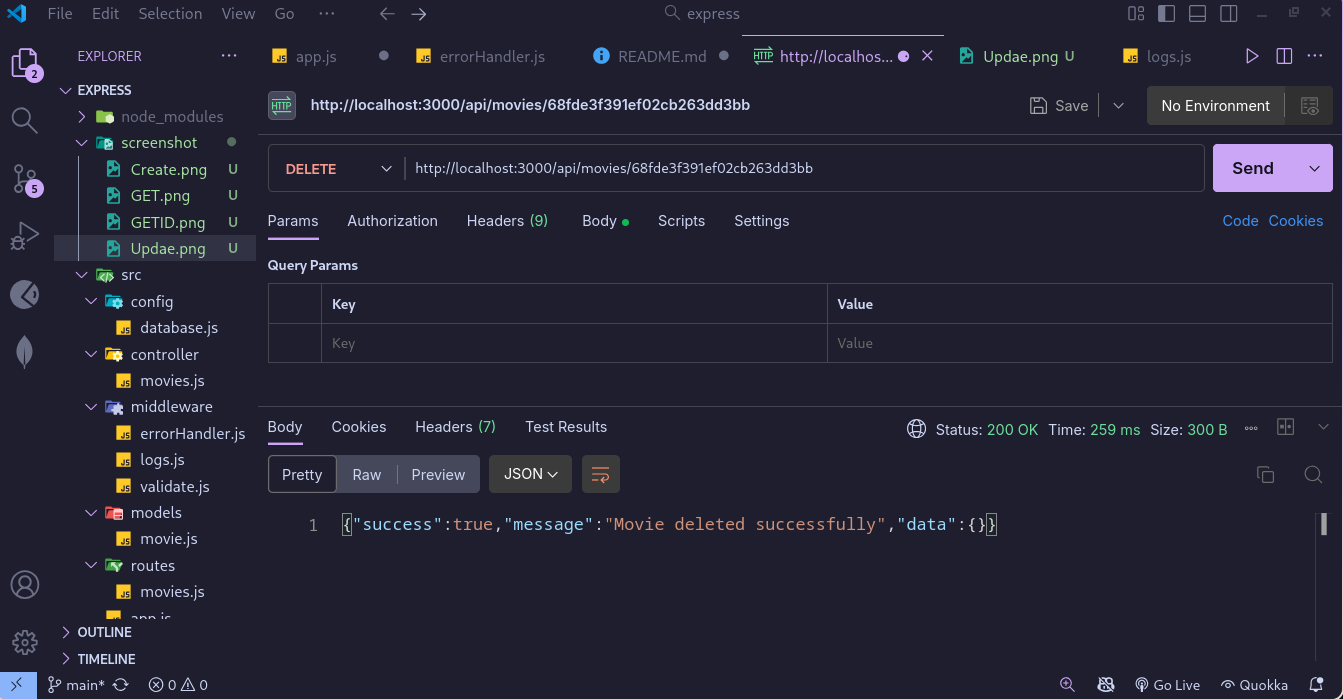 File Edit Selection View Go ··· express
EXPLORER ···
app.js errorHandler.js README.md http://localhos... Updae.png U logs.js ···
2
EXPRESS
node_modules
screenshot
Create.png U
GET.png U
GETID.png U
Updae.png U
src
config
database.js
controller
movies.js
middleware
errorHandler.js
logs.js
validate.js
models
movie.js
routes
movies.js
app.js
OUTLINE
TIMELINE
5
HTTP http://localhost:3000/api/movies/68fde3f391ef02cb263dd3bb Save No Environment
DELETE http://localhost:3000/api/movies/68fde3f391ef02cb263dd3bb Send
Params Authorization Headers (9) Body Scripts Settings Code Cookies
Query Params
Key Value
Key Value
Body Cookies Headers (7) Test Results Status: 200 OK Time: 259 ms Size: 300 B
Pretty Raw Preview JSON
1 {"success":true,"message":"Movie deleted successfully","data":{}}
main* 0 0 Go Live Quokka